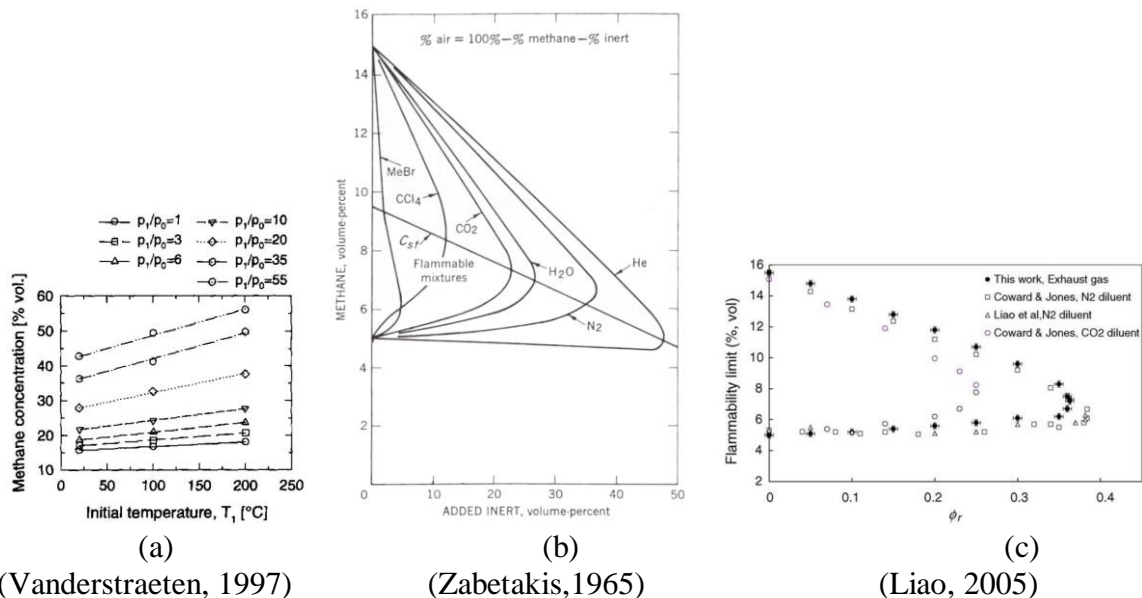 p₁/p₀=1
p₁/p₀=3
p₁/p₀=6
p₁/p₀=10
p₁/p₀=20
p₁/p₀=35
p₁/p₀=55
Methane concentration [% vol.]
60
50
40
30
20
10
0 50 100 150 200 250
Initial temperature, T₁ [°C]
(a)
(Vanderstraeten, 1997)
% air = 100%−% methane−% inert
METHANE, volume-percent
16
14
12
10
8
6
4
2
0 10 20 30 40 50
ADDED INERT, volume-percent
MeBr
CCl₄
CO₂
Cst
Flammable
mixtures
H₂O
He
N₂
(b)
(Zabetakis,1965)
Flammability limit (%, vol)
16
14
12
10
8
6
4
2
0
This work, Exhaust gas
Coward & Jones, N2 diluent
Liao et al,N2 diluent
Coward & Jones, CO2 diluent
0 0.1 0.2 0.3 0.4
ϕr
(c)
(Liao, 2005)